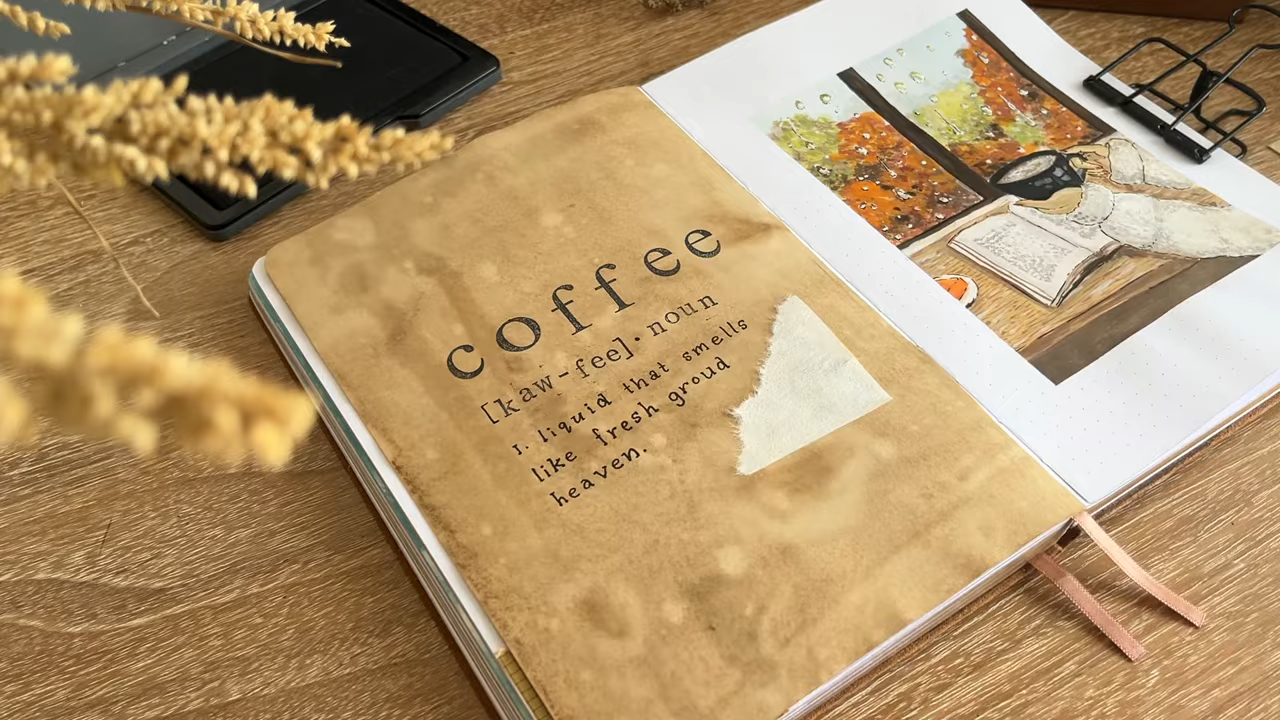 coffee
[kaw-fee]• noun
1. liquid that smells
like fresh groud
heaven.